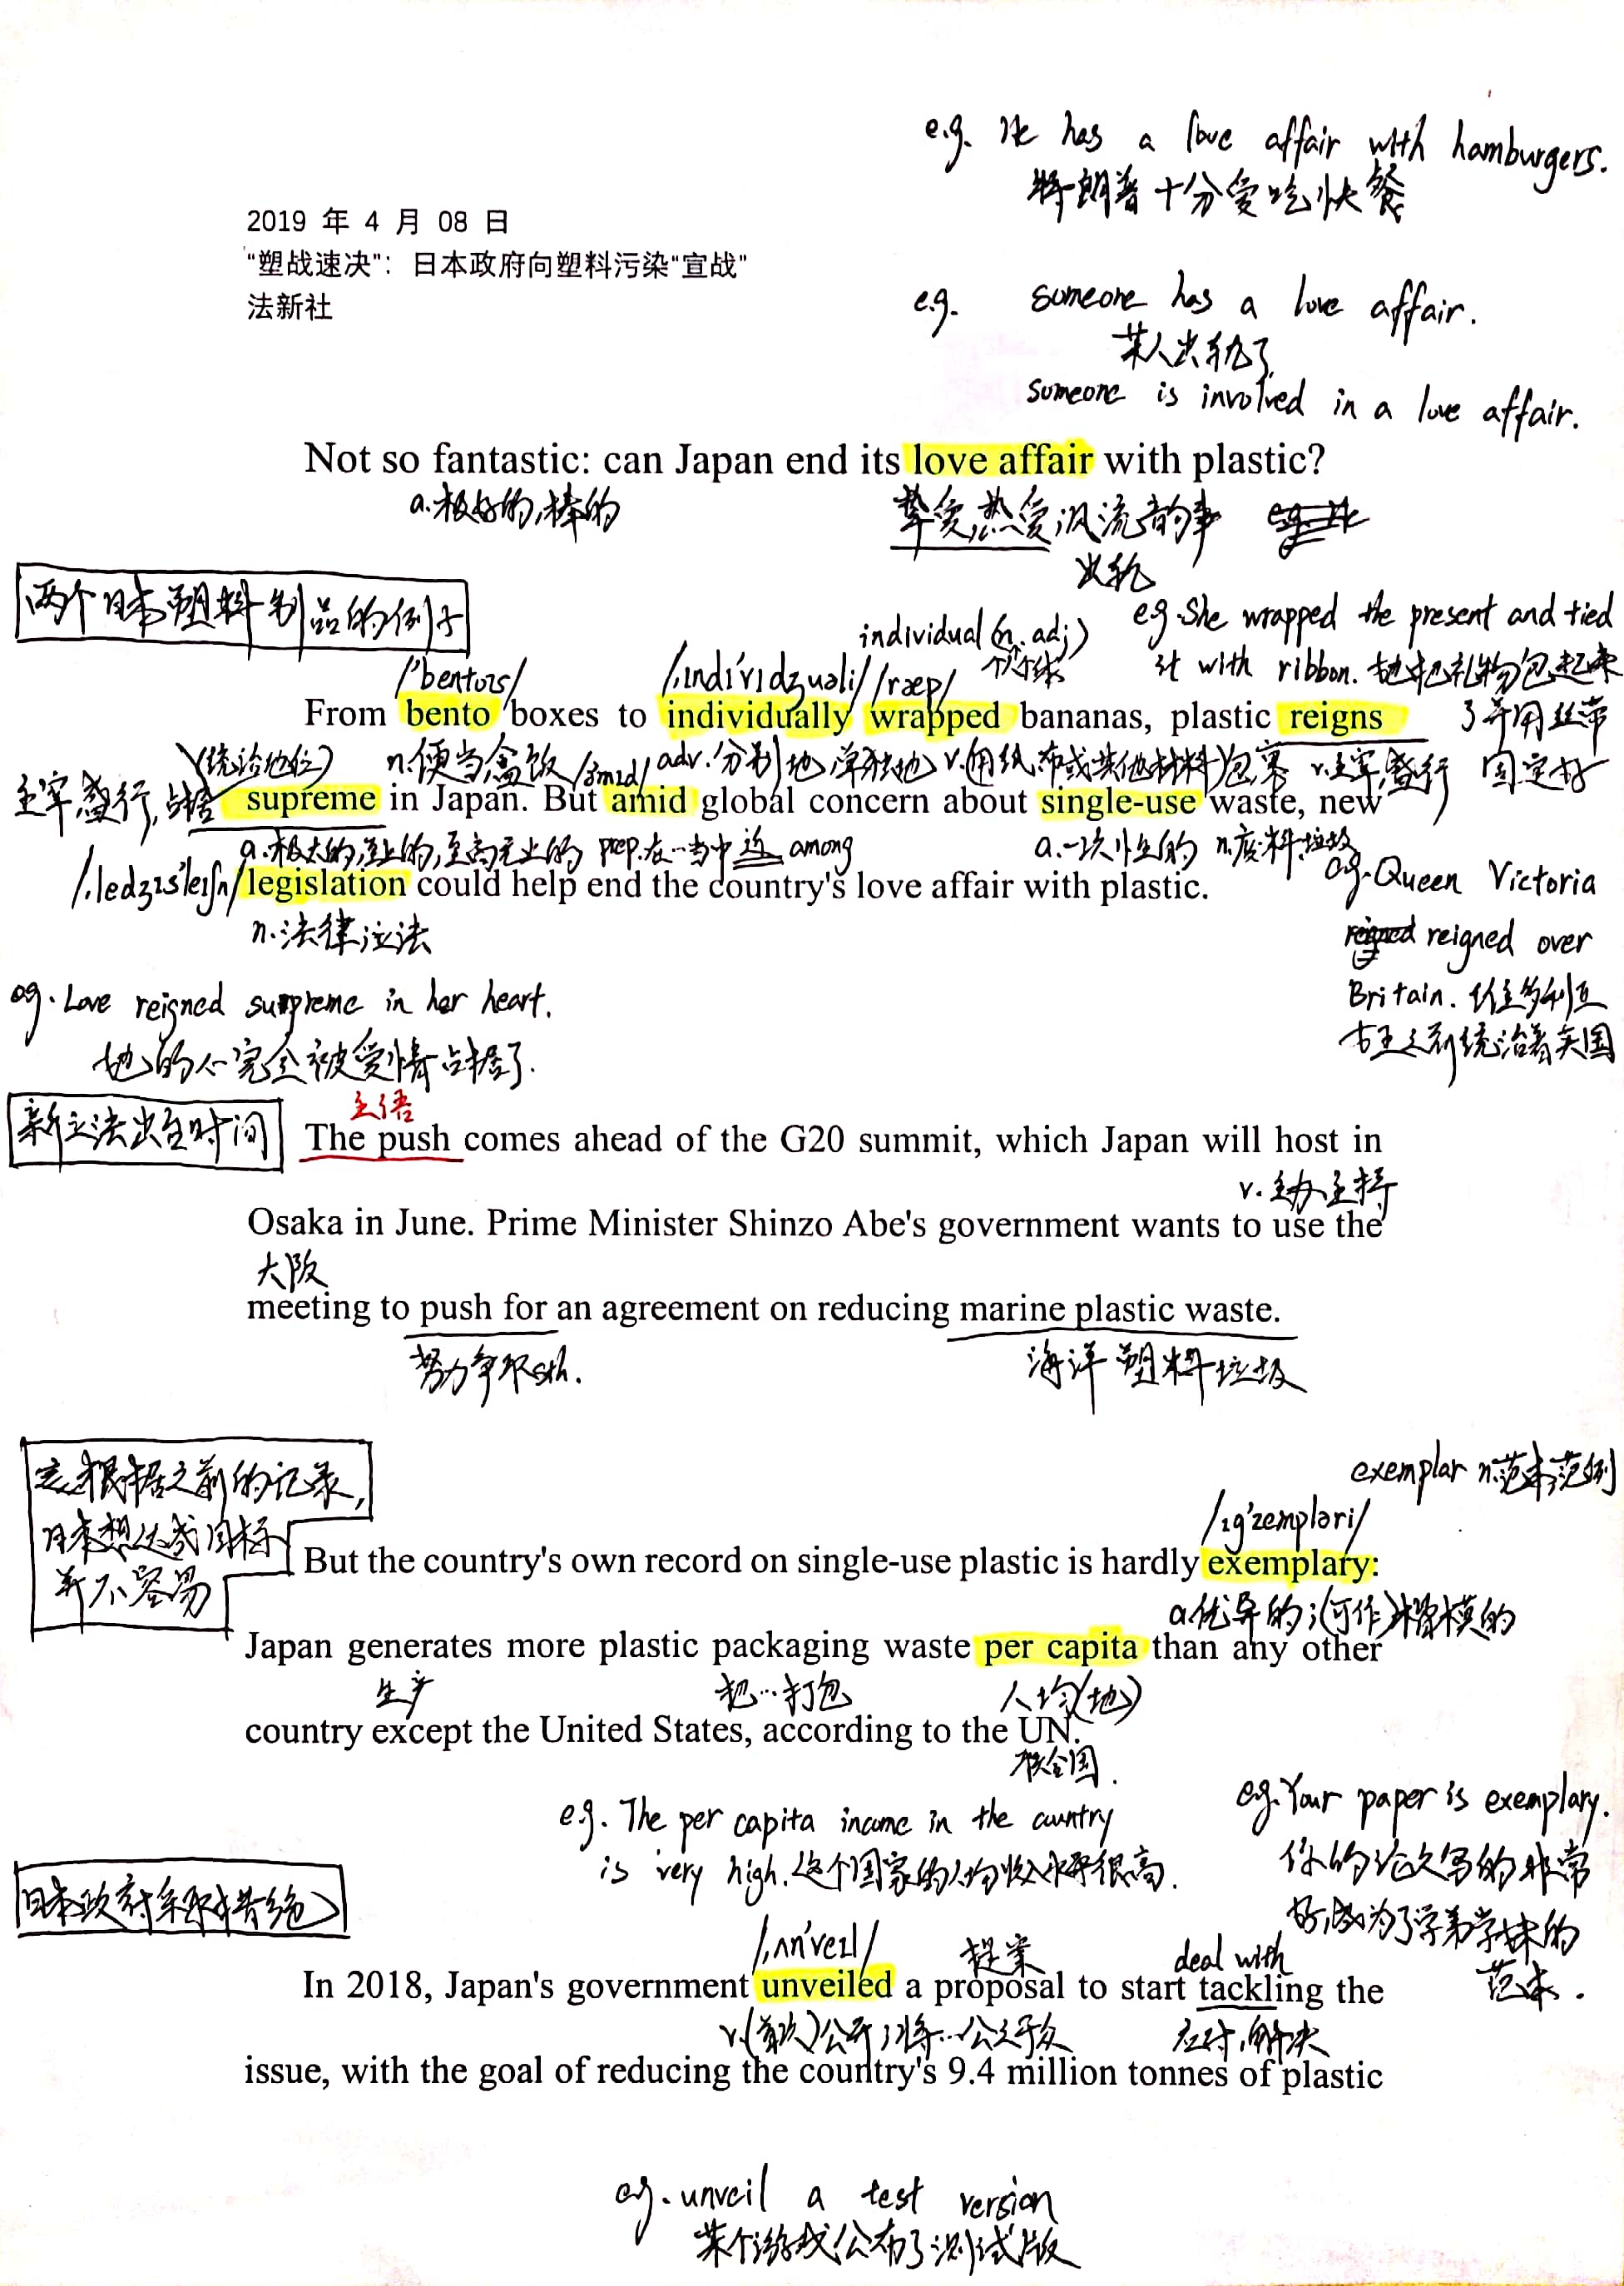 e.g. He has a love affair with hamburgers.
特朗普十分爱吃快餐
2019 年 4 月 08 日
“塑战速决”：日本政府向塑料污染“宣战”
法新社
e.g. someone has a love affair.
某人出轨了
someone is involved in a love affair.
Not so fantastic: can Japan end its love affair with plastic?
a.极好的,棒的
挚爱,热爱;风流韵事
出轨
两个日本塑料制品的例子
individual (n. adj)
个人,个体
e.g. She wrapped the present and tied
it with ribbon. 她把礼物包起来
了并用丝带
固定好
/'bentəʊz/ /ˌɪndɪ'vɪdʒuəli/ /ræp/
From bento boxes to individually wrapped bananas, plastic reigns
(统治地位)
n.便当盒饭 /ə'mɪd/ adv.分别地,单独地 v.(用纸,布或其他材料)包裹 v.主宰,盛行
主宰,盛行,占据
supreme in Japan. But amid global concern about single-use waste, new
a.极大的,至上的,至高无上的 prep.在…当中 近 among a.一次性的 n.废料,垃圾
/ˌledʒɪs'leɪʃn/ legislation could help end the country's love affair with plastic.
n.法律;立法
e.g. Queen Victoria
reigned over
Britain. 维多利亚
女王之前统治着英国
e.g. Love reigned supreme in her heart.
她的心完全被爱情占据了.
新立法出台时间
主语
The push comes ahead of the G20 summit, which Japan will host in
v.主办,主持
Osaka in June. Prime Minister Shinzo Abe's government wants to use the
大阪
meeting to push for an agreement on reducing marine plastic waste.
努力争取sth.
海洋塑料垃圾
根据之前的记录,
日本想达成目标
并不容易
exemplar n.范本,范例
/ɪg'zempləri/
But the country's own record on single-use plastic is hardly exemplary:
a.优异的;(可作)楷模的
Japan generates more plastic packaging waste per capita than any other
生产 把…打包 人均(地)
country except the United States, according to the UN.
联合国.
e.g. The per capita income in the country
is very high. 这个国家的人均收入水平很高.
e.g. Your paper is exemplary.
你的论文写的非常
好,成为了学弟学妹的
范本.
日本政府采取措施
/ˌʌn'veɪl/ 提案 deal with
In 2018, Japan's government unveiled a proposal to start tackling the
v.(首次)公开;将…公之于众 应对,解决
issue, with the goal of reducing the country's 9.4 million tonnes of plastic
e.g. unveil a test version
某个游戏公布了测试版